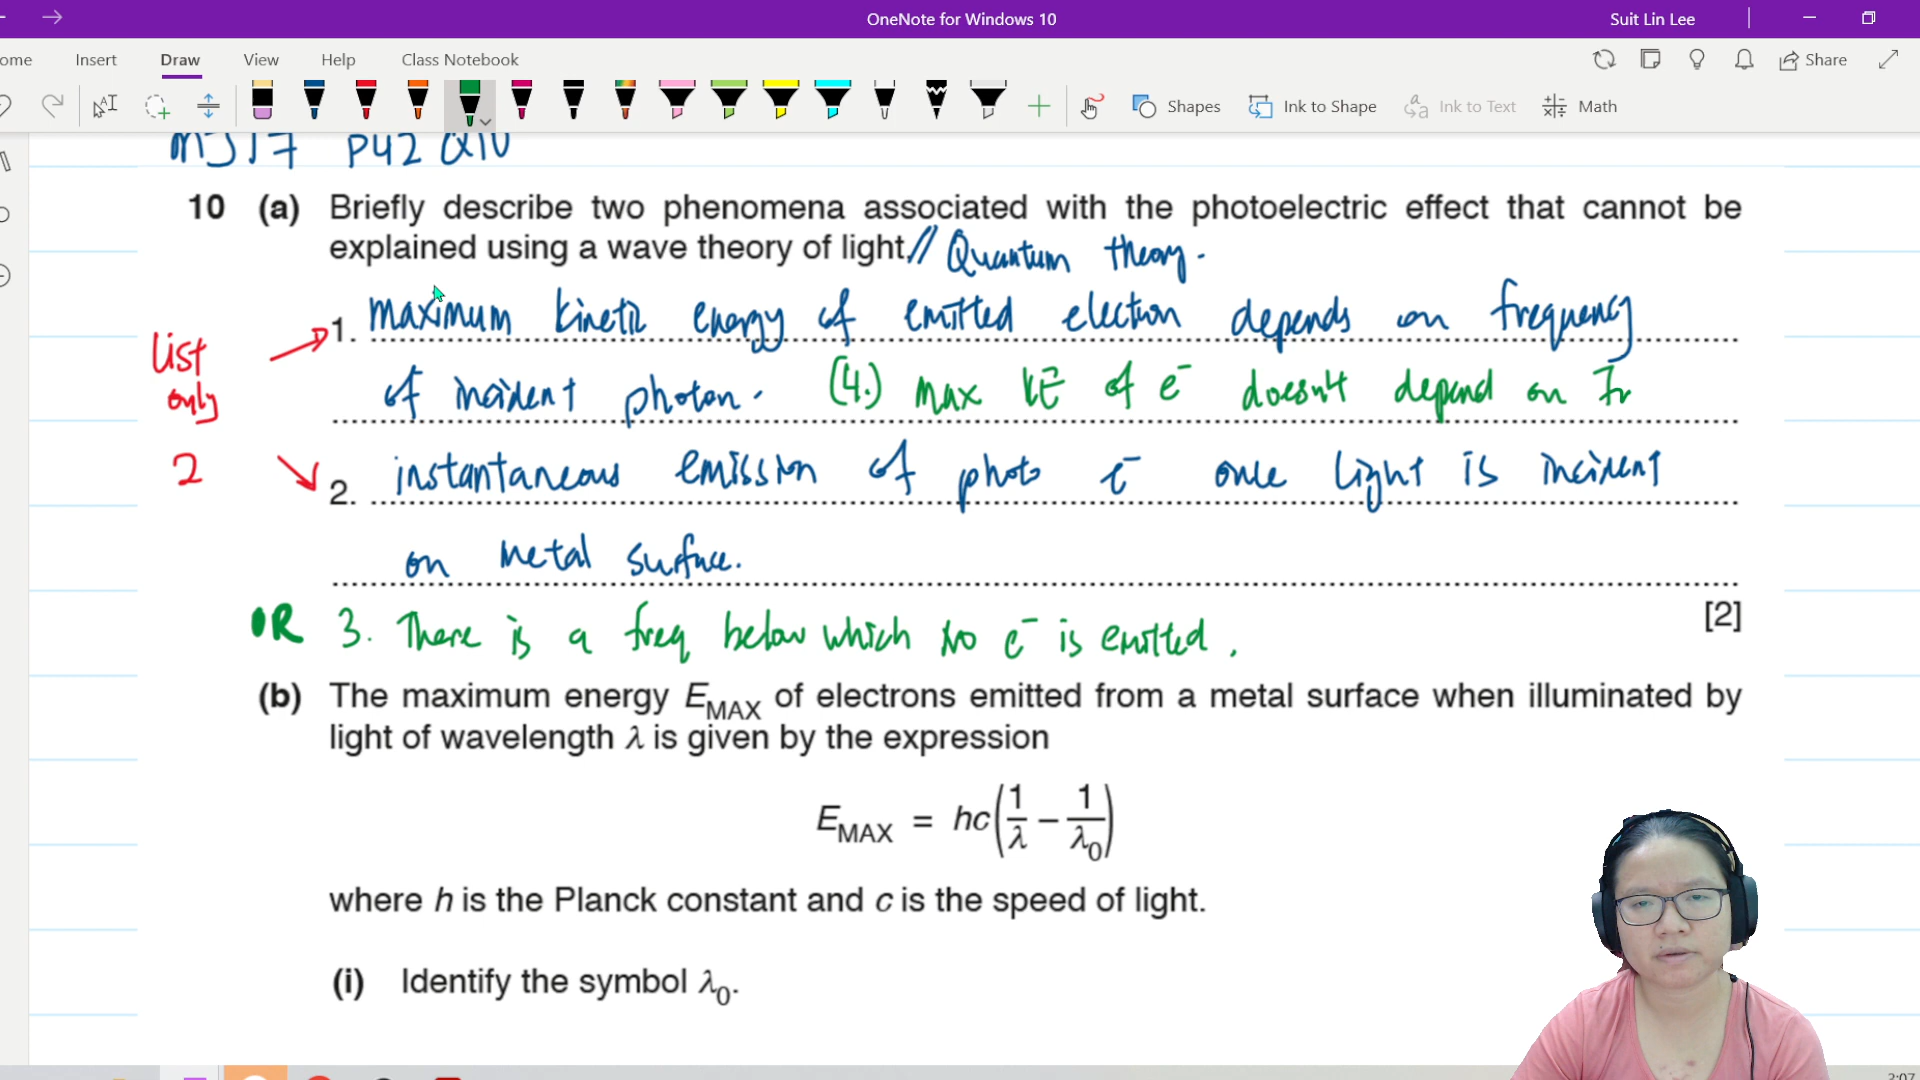 OneNote for Windows 10
Suit Lin Lee
ome Insert Draw View Help Class Notebook
Share
Shapes Ink to Shape Ink to Text Math
MJ17 P42 Q10
10 (a) Briefly describe two phenomena associated with the photoelectric effect that cannot be
explained using a wave theory of light. // Quantum theory.
1. maximum kinetic energy of emitted electron depends on frequency
list
only
2
of incident photon. (4.) max KE of e⁻ doesn't depend on In
2. instantaneous emission of photo e⁻ once light is incident
on metal surface.
[2]
OR 3. There is a freq below which no e⁻ is emitted.
(b) The maximum energy E_MAX of electrons emitted from a metal surface when illuminated by
light of wavelength λ is given by the expression
E_MAX = hc(1/λ − 1/λ₀)
where h is the Planck constant and c is the speed of light.
(i) Identify the symbol λ₀.